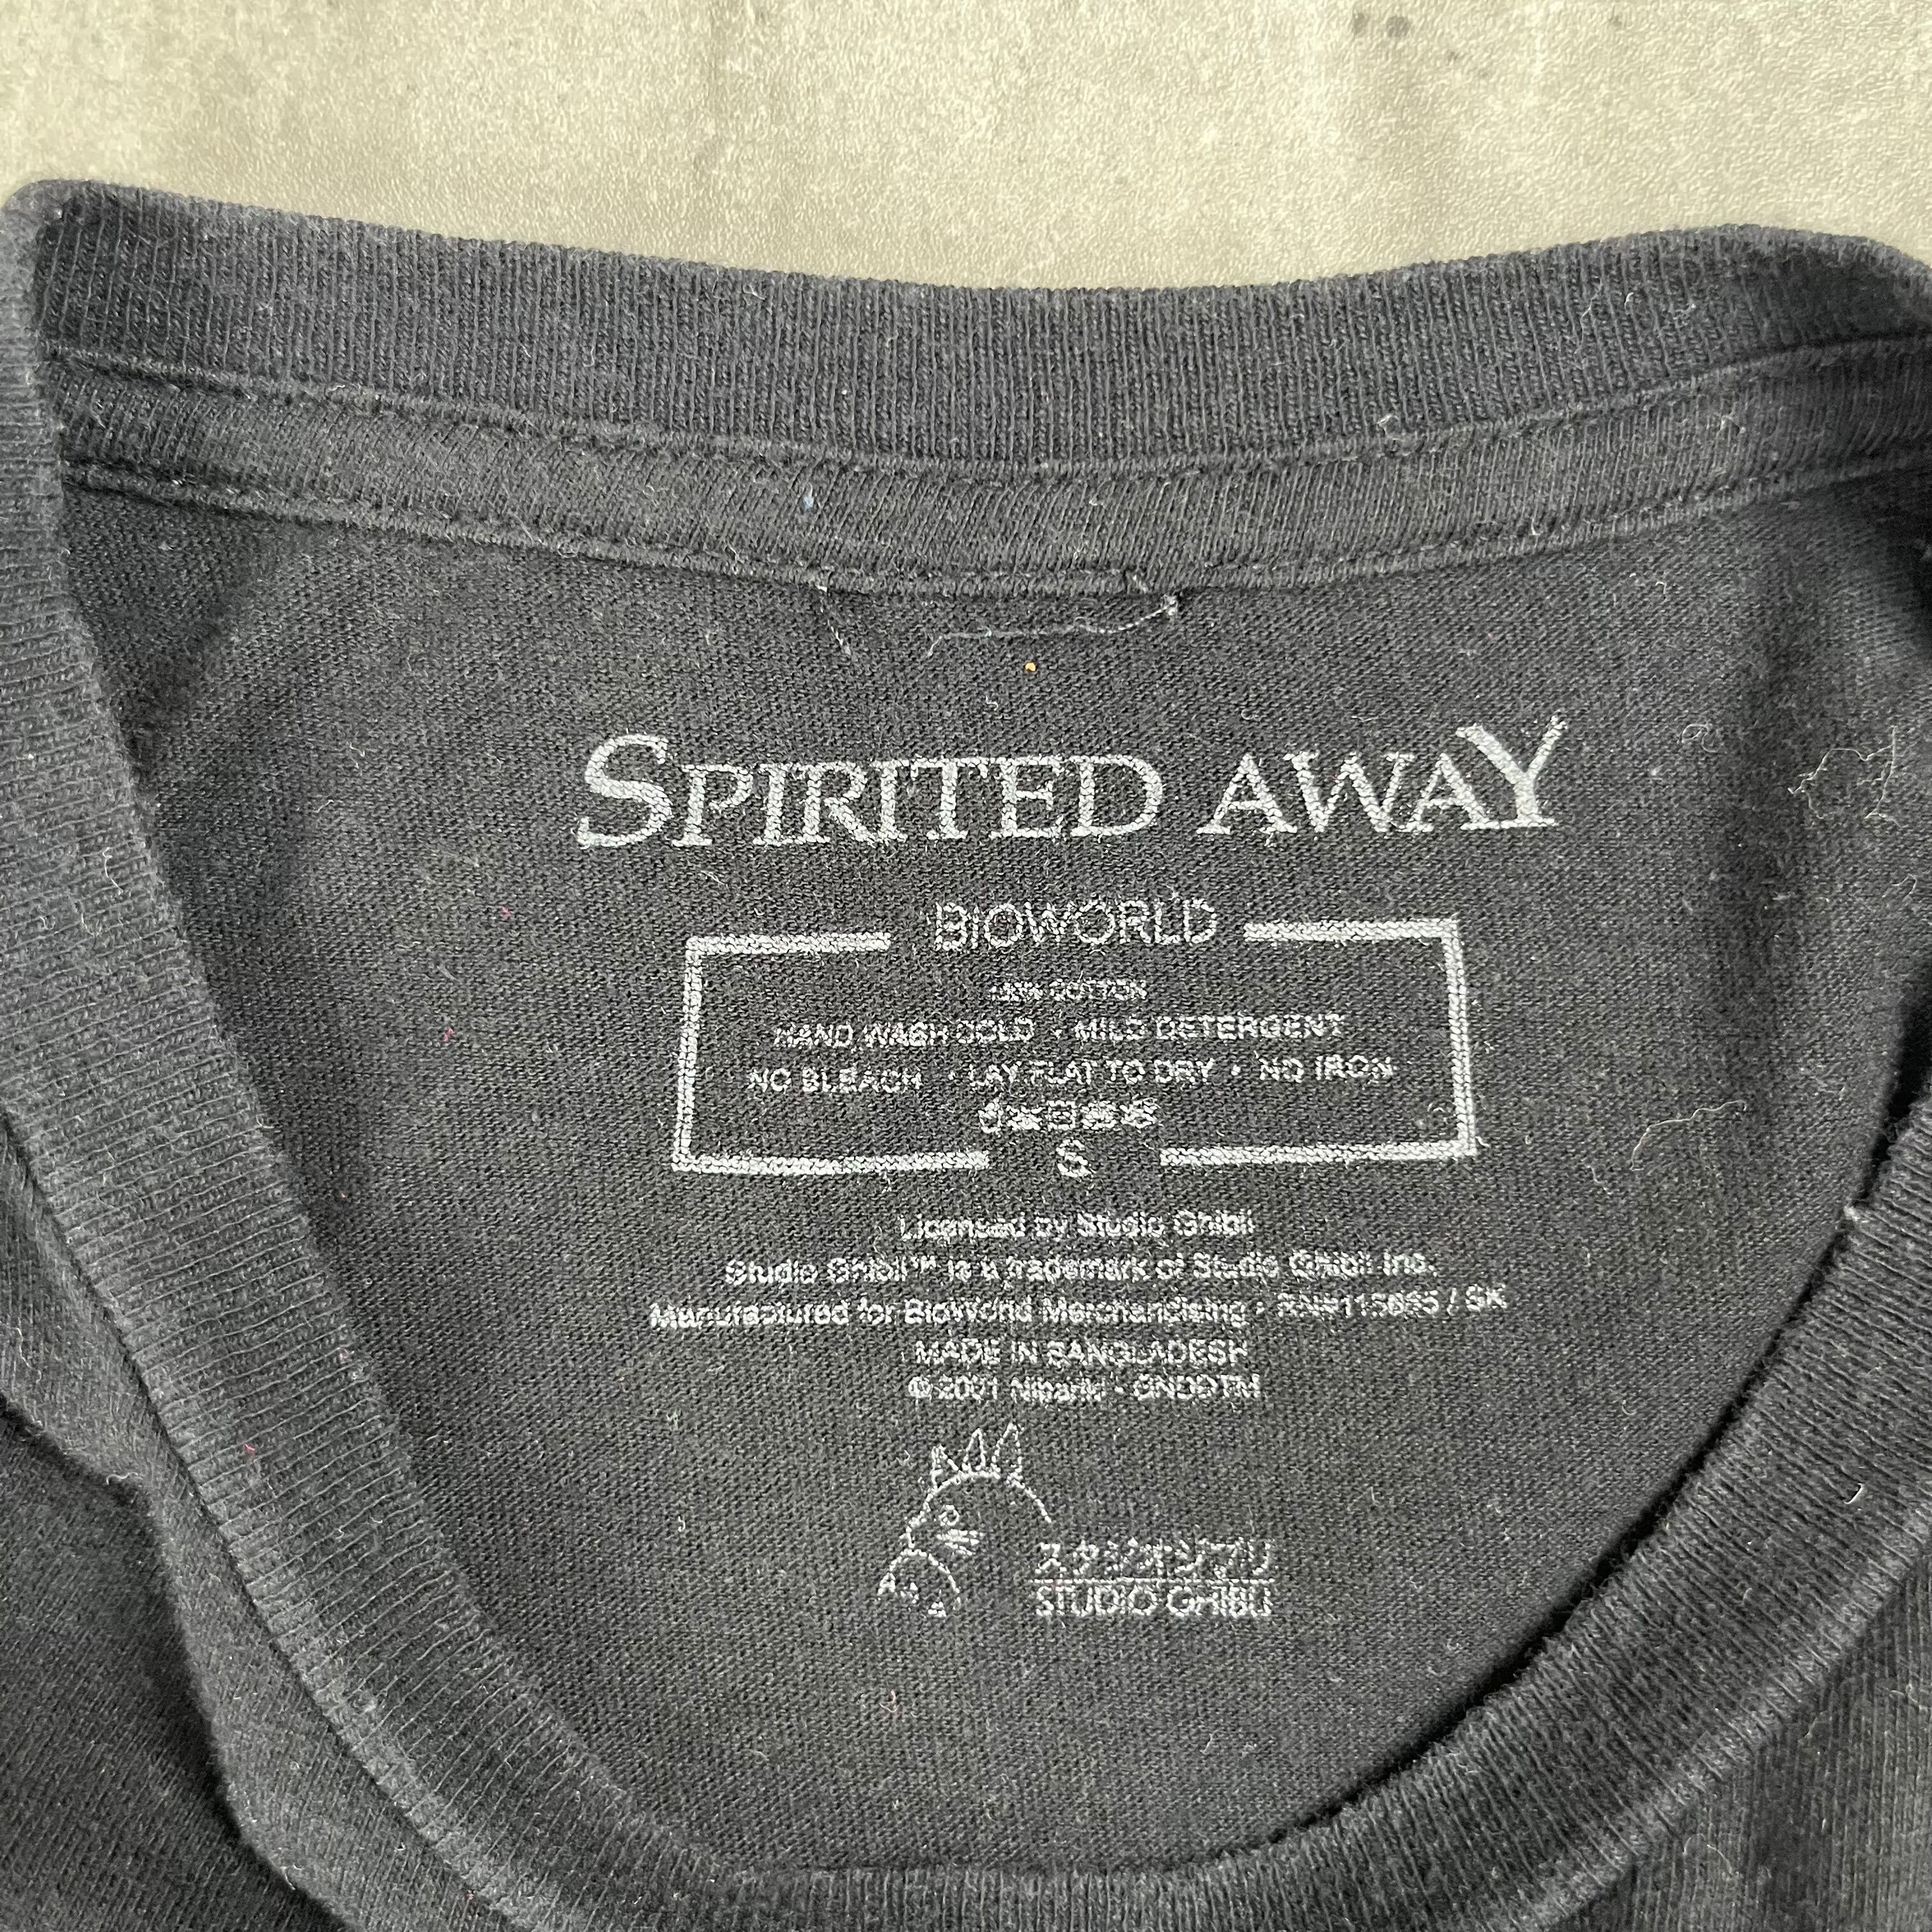 SPIRITED AWAY
BIOWORLD
100% COTTON
HAND WASH COLD • MILD DETERGENT
NO BLEACH • LAY FLAT TO DRY • NO IRON
S
Licensed by Studio Ghibli
Studio Ghibli™ is a trademark of Studio Ghibli Inc.
Manufactured for BioWorld Merchandising • / SK
MADE IN BANGLADESH
© 2001 Nibariki • GNDDTM
スタジオジブリ
STUDIO GHIBLI